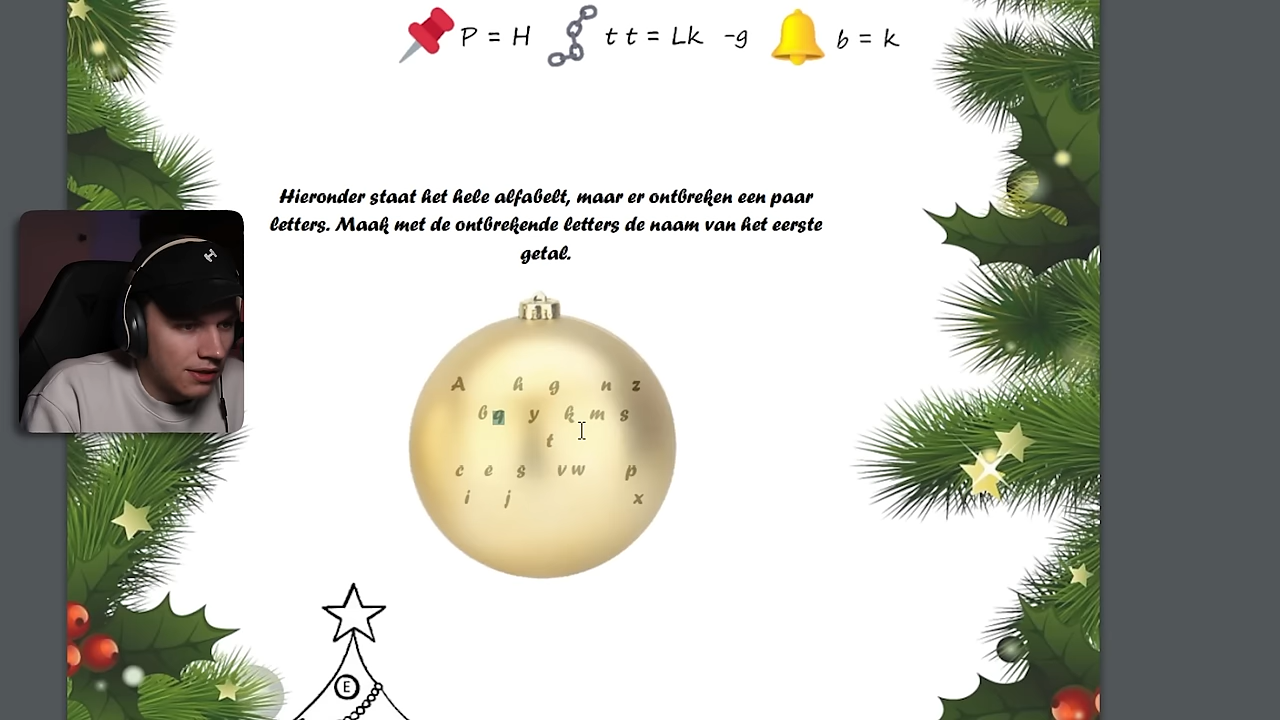 P = H tt = Lk -g b = k
Hieronder staat het hele alfabelt, maar er ontbreken een paar
letters. Maak met de ontbrekende letters de naam van het eerste
getal.
A h g n z
b q y k m s
t
c e s v w p
i j x
E